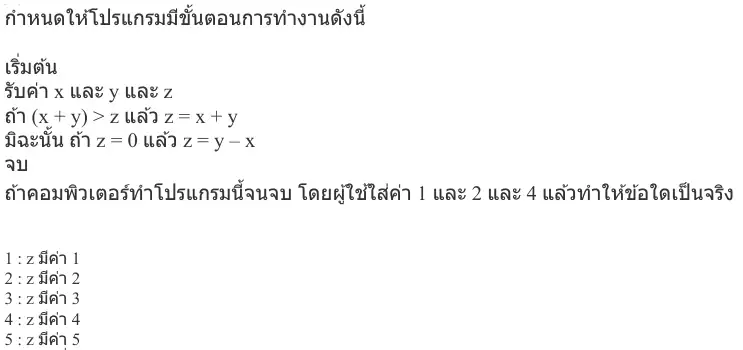 กำหนดให้โปรแกรมมีขั้นตอนการทำงานดังนี้
เริ่มต้น
รับค่า x และ y และ z
ถ้า (x + y) > z แล้ว z = x + y
มิฉะนั้น ถ้า z = 0 แล้ว z = y – x
จบ
ถ้าคอมพิวเตอร์ทำโปรแกรมนี้จนจบ โดยผู้ใช้ใส่ค่า 1 และ 2 และ 4 แล้วทำให้ข้อใดเป็นจริง
1 : z มีค่า 1
2 : z มีค่า 2
3 : z มีค่า 3
4 : z มีค่า 4
5 : z มีค่า 5